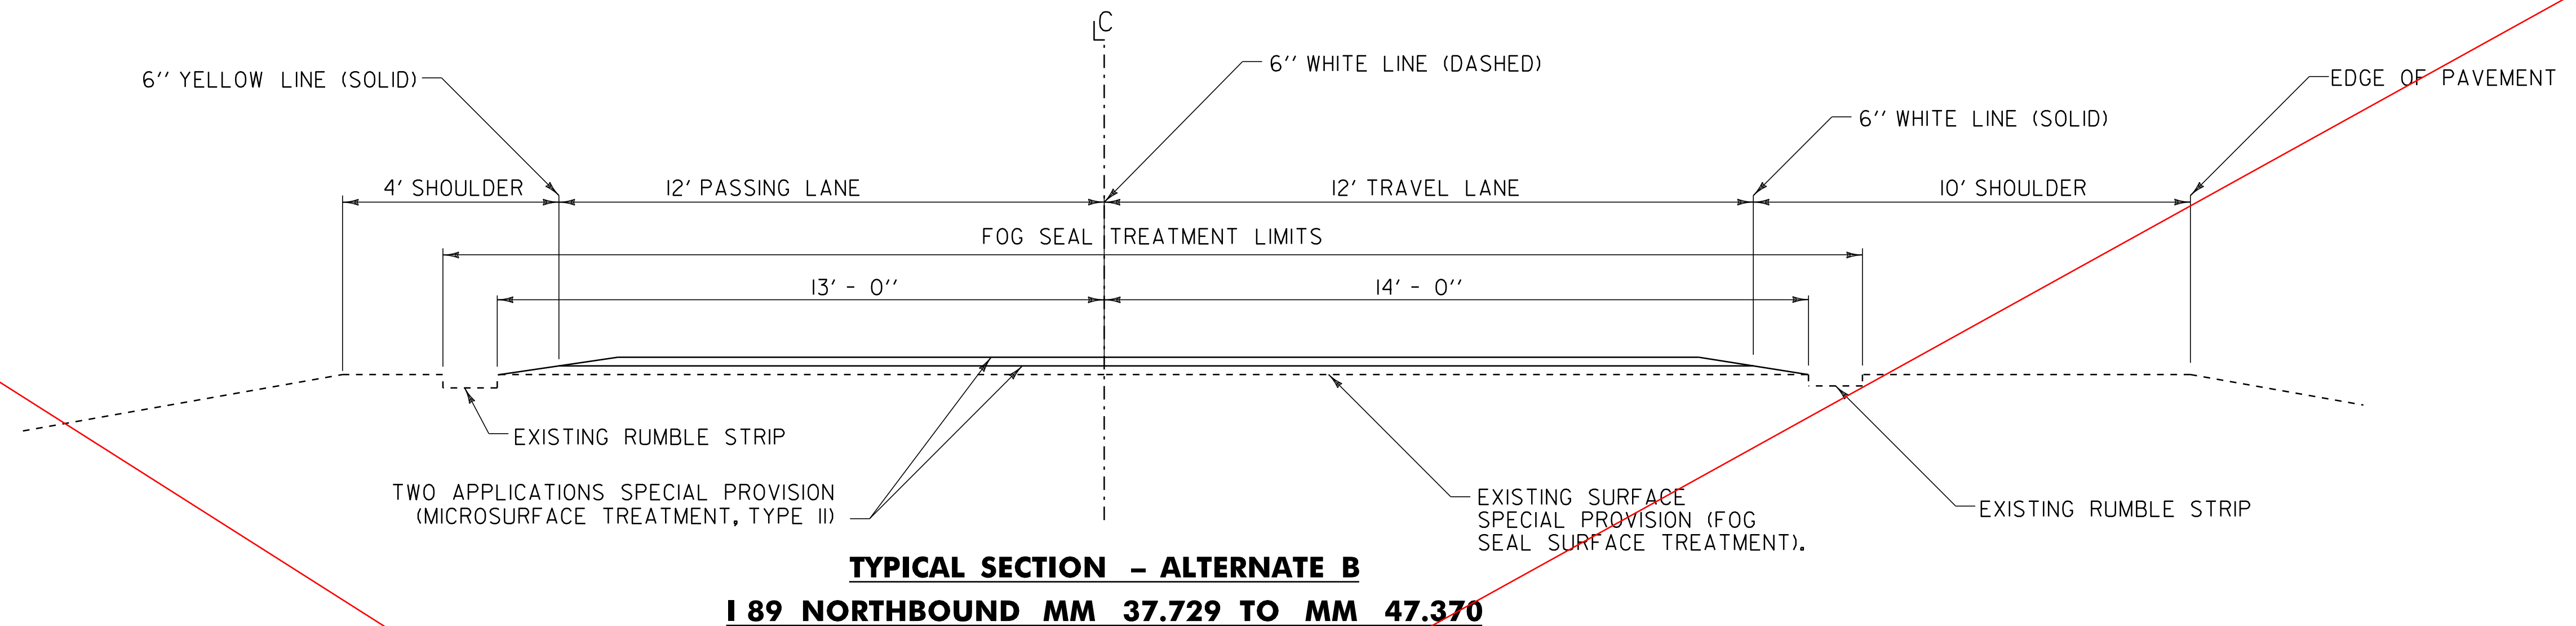 CL
6'' YELLOW LINE (SOLID)
6'' WHITE LINE (DASHED)
EDGE OF PAVEMENT
6'' WHITE LINE (SOLID)
4' SHOULDER
12' PASSING LANE
12' TRAVEL LANE
10' SHOULDER
FOG SEAL TREATMENT LIMITS
13' - 0''
14' - 0''
EXISTING RUMBLE STRIP
TWO APPLICATIONS SPECIAL PROVISION
(MICROSURFACE TREATMENT, TYPE II)
EXISTING SURFACE
SPECIAL PROVISION (FOG
SEAL SURFACE TREATMENT).
EXISTING RUMBLE STRIP
TYPICAL SECTION - ALTERNATE B
I 89 NORTHBOUND MM 37.729 TO MM 47.370